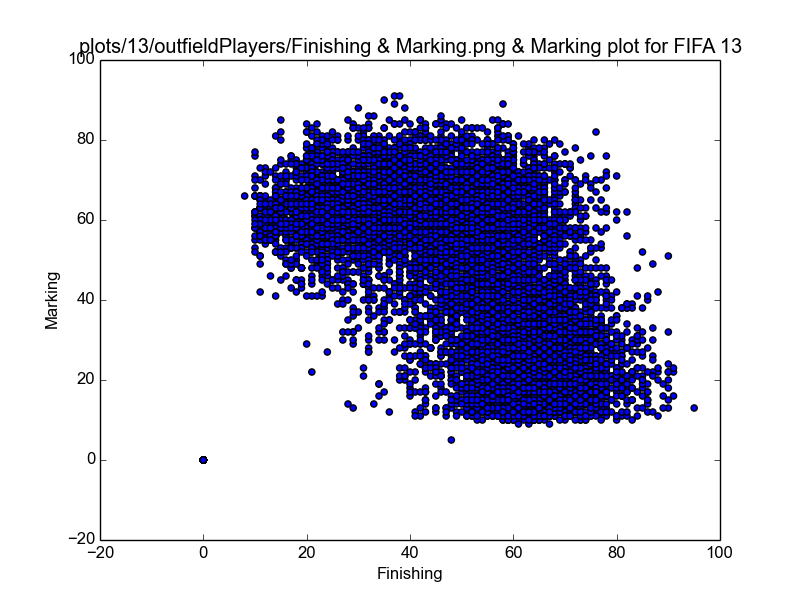 plots/13/outfieldPlayers/Finishing & Marking.png & Marking plot for FIFA 13
100
80
60
40
20
0
−20
Marking
−20 0 20 40 60 80 100
Finishing